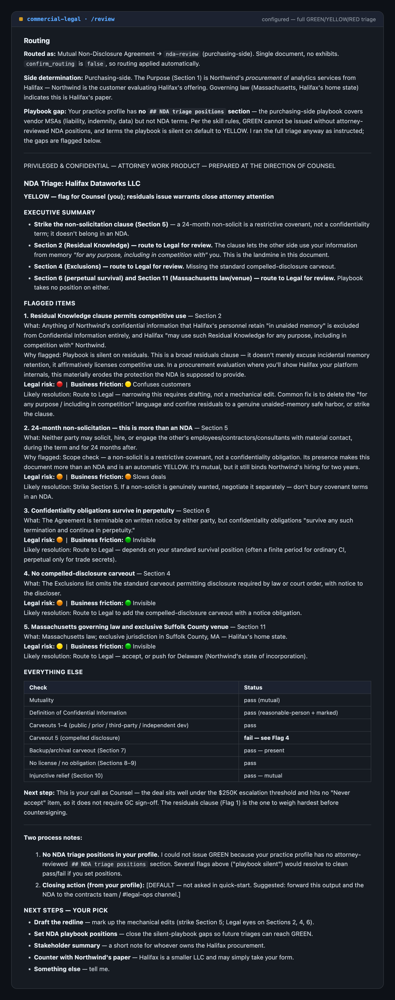 commercial-legal · /review
configured — full GREEN/YELLOW/RED triage
Routing
Routed as: Mutual Non-Disclosure Agreement → nda-review (purchasing-side). Single document, no exhibits.
confirm_routing is false, so routing applied automatically.
Side determination: Purchasing-side. The Purpose (Section 1) is Northwind's procurement of analytics services from
Halifax — Northwind is the customer evaluating Halifax's offering. Governing law (Massachusetts, Halifax's home state)
indicates this is Halifax's paper.
Playbook gap: Your practice profile has no ## NDA triage positions section — the purchasing-side playbook covers
vendor MSAs (liability, indemnity, data) but not NDA terms. Per the skill rules, GREEN cannot be issued without attorney-
reviewed NDA positions, and terms the playbook is silent on default to YELLOW. I ran the full triage anyway as instructed;
the gaps are flagged below.
PRIVILEGED & CONFIDENTIAL — ATTORNEY WORK PRODUCT — PREPARED AT THE DIRECTION OF COUNSEL
NDA Triage: Halifax Dataworks LLC
YELLOW — flag for Counsel (you); residuals issue warrants close attorney attention
EXECUTIVE SUMMARY
• Strike the non-solicitation clause (Section 5) — a 24-month non-solicit is a restrictive covenant, not a confidentiality
term; it doesn't belong in an NDA.
• Section 2 (Residual Knowledge) — route to Legal for review. The clause lets the other side use your information
from memory "for any purpose, including in competition with" you. This is the landmine in this document.
• Section 4 (Exclusions) — route to Legal for review. Missing the standard compelled-disclosure carveout.
• Section 6 (perpetual survival) and Section 11 (Massachusetts law/venue) — route to Legal for review. Playbook
takes no position on either.
FLAGGED ITEMS
1. Residual Knowledge clause permits competitive use — Section 2
What: Anything of Northwind's confidential information that Halifax's personnel retain "in unaided memory" is excluded
from Confidential Information entirely, and Halifax "may use such Residual Knowledge for any purpose, including in
competition with" Northwind.
Why flagged: Playbook is silent on residuals. This is a broad residuals clause — it doesn't merely excuse incidental memory
retention, it affirmatively licenses competitive use. In a procurement evaluation where you'll show Halifax your platform
internals, this materially erodes the protection the NDA is supposed to provide.
Legal risk: 🔴 | Business friction: 🟡 Confuses customers
Likely resolution: Route to Legal — narrowing this requires drafting, not a mechanical edit. Common fix is to delete the "for
any purpose / including in competition" language and confine residuals to a genuine unaided-memory safe harbor, or strike
the clause.
2. 24-month non-solicitation — this is more than an NDA — Section 5
What: Neither party may solicit, hire, or engage the other's employees/contractors/consultants with material contact,
during the term and for 24 months after.
Why flagged: Scope check — a non-solicit is a restrictive covenant, not a confidentiality obligation. Its presence makes this
document more than an NDA and is an automatic YELLOW. It's mutual, but it still binds Northwind's hiring for two years.
Legal risk: 🟠 | Business friction: 🟠 Slows deals
Likely resolution: Strike Section 5. If a non-solicit is genuinely wanted, negotiate it separately — don't bury covenant terms
in an NDA.
3. Confidentiality obligations survive in perpetuity — Section 6
What: The Agreement is terminable on written notice by either party, but confidentiality obligations "survive any such
termination and continue in perpetuity."
Legal risk: 🟠 | Business friction: 🟢 Invisible
Likely resolution: Route to Legal — depends on your standard survival position (often a finite period for ordinary CI,
perpetual only for trade secrets).
4. No compelled-disclosure carveout — Section 4
What: The Exclusions list omits the standard carveout permitting disclosure required by law or court order, with notice to
the discloser.
Legal risk: 🟠 | Business friction: 🟢 Invisible
Likely resolution: Route to Legal to add the compelled-disclosure carveout with a notice obligation.
5. Massachusetts governing law and exclusive Suffolk County venue — Section 11
What: Massachusetts law; exclusive jurisdiction in Suffolk County, MA — Halifax's home state.
Legal risk: 🟡 | Business friction: 🟢 Invisible
Likely resolution: Route to Legal — accept, or push for Delaware (Northwind's state of incorporation).
EVERYTHING ELSE
Check Status
Mutuality pass (mutual)
Definition of Confidential Information pass (reasonable-person + marked)
Carveouts 1–4 (public / prior / third-party / independent dev) pass
Carveout 5 (compelled disclosure) fail — see Flag 4
Backup/archival carveout (Section 7) pass — present
No license / no obligation (Sections 8–9) pass
Injunctive relief (Section 10) pass — mutual
Next step: This is your call as Counsel — the deal sits well under the $250K escalation threshold and hits no "Never
accept" item, so it does not require GC sign-off. The residuals clause (Flag 1) is the one to weigh hardest before
countersigning.
Two process notes:
1. No NDA triage positions in your profile. I could not issue GREEN because your practice profile has no attorney-
reviewed ## NDA triage positions section. Several flags above ("playbook silent") would resolve to clean
pass/fail if you set positions.
2. Closing action (from your profile): [DEFAULT — not asked in quick-start. Suggested: forward this output and the
NDA to the contracts team / #legal-ops channel.]
NEXT STEPS — YOUR PICK
• Draft the redline — mark up the mechanical edits (strike Section 5; Legal eyes on Sections 2, 4, 6).
• Set NDA playbook positions — close the silent-playbook gaps so future triages can reach GREEN.
• Stakeholder summary — a short note for whoever owns the Halifax procurement.
• Counter with Northwind's paper — Halifax is a smaller LLC and may simply take your form.
• Something else — tell me.